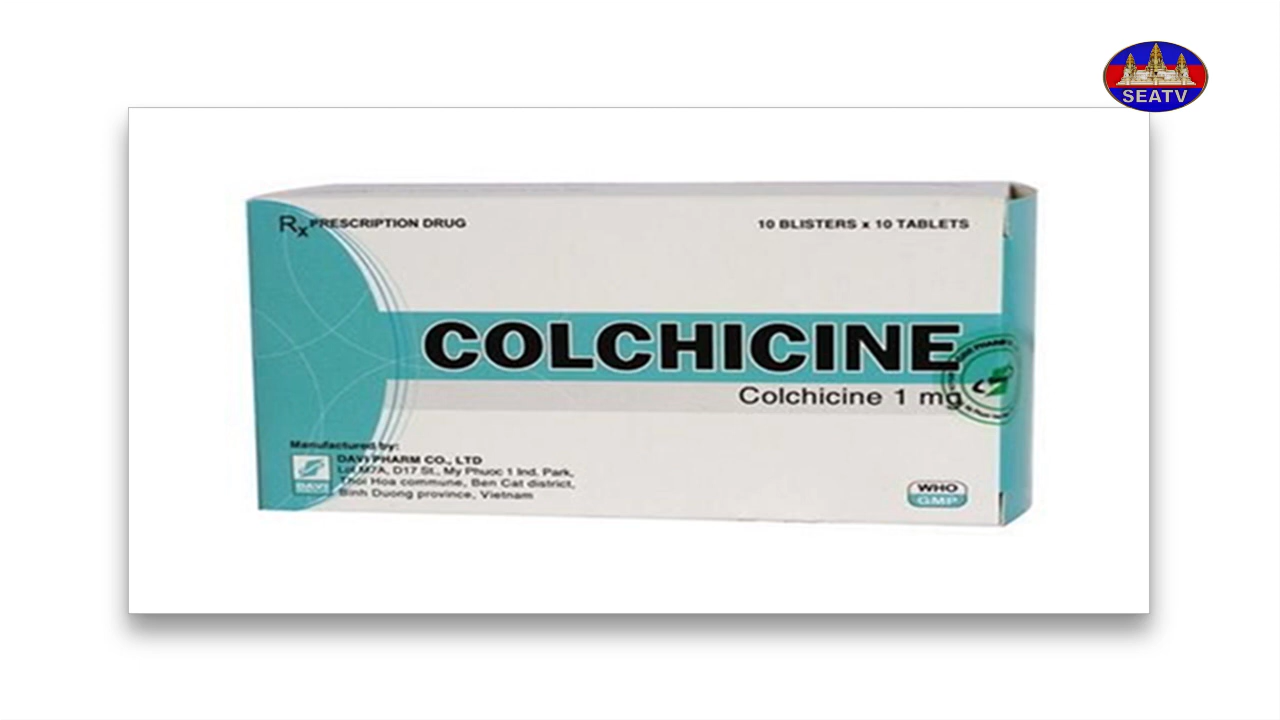 SEATV
Rx PRESCRIPTION DRUG
10 BLISTERS x 10 TABLETS
COLCHICINE
Colchicine 1 mg
Manufactured by:
DAVI PHARM CO., LTD
Lot M7A, D17 St., My Phuoc 1 Ind. Park,
Thoi Hoa commune, Ben Cat district,
Binh Duong province, Vietnam
DAVI
WHO
GMP